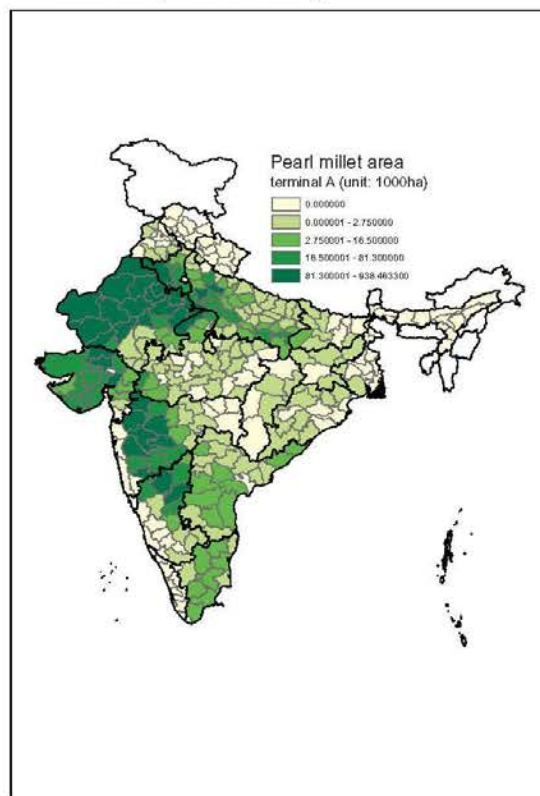 Pearl millet area
terminal A (unit: 1000ha)
0.000000
0.000001 - 2.750000
2.750001 - 16.500000
16.500001 - 81.300000
81.300001 - 938.463300